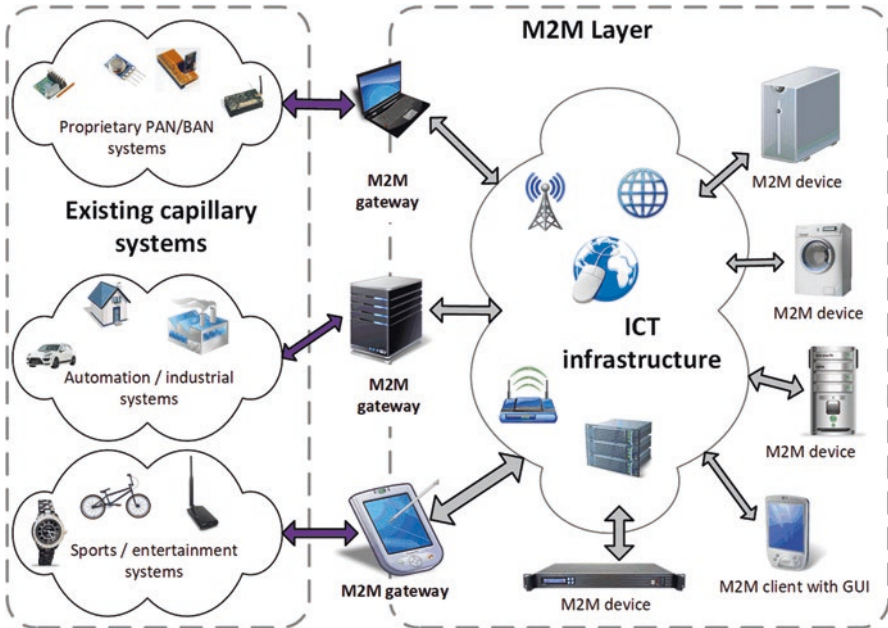 M2M Layer
Proprietary PAN/BAN
systems
M2M
gateway
M2M device
Existing capillary
systems
M2M device
ICT
infrastructure
Automation / industrial
systems
M2M
gateway
M2M device
Sports / entertainment
systems
M2M gateway
M2M device
M2M client with GUI